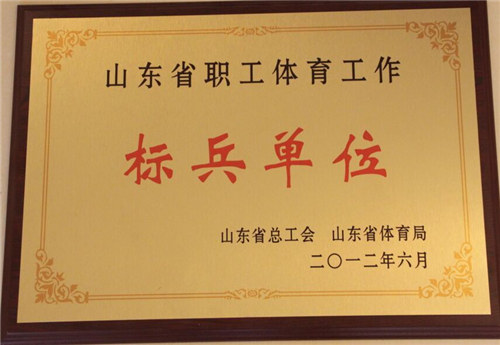 山东省职工体育工作
标兵单位
山东省总工会 山东省体育局
二〇一二年六月